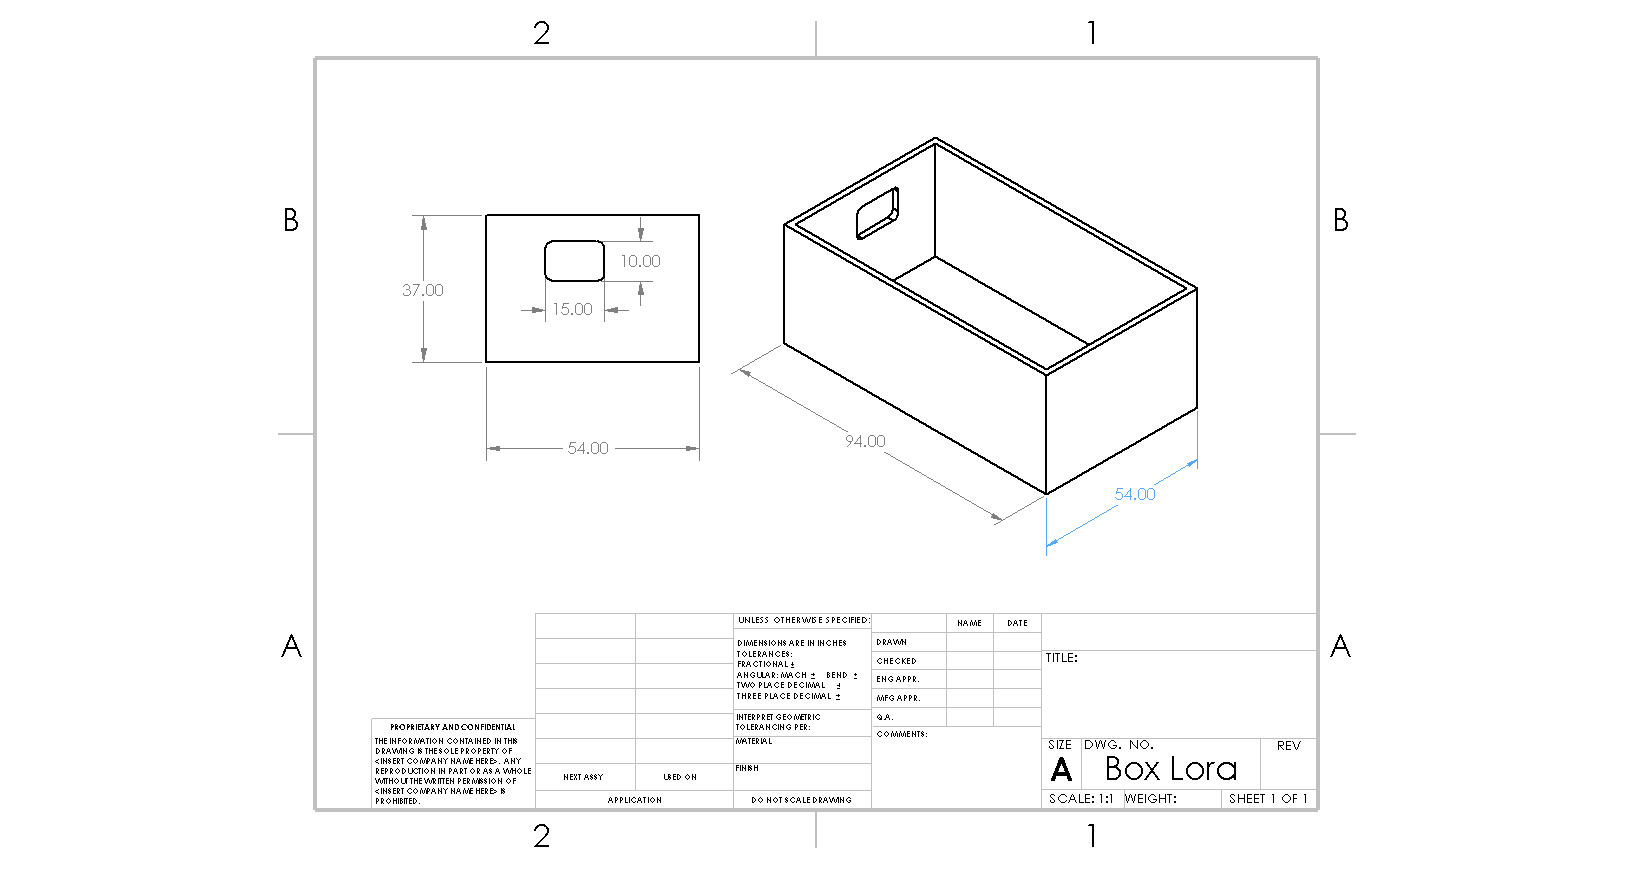 2
1
B
B
37.00
10.00
15.00
54.00
94.00
54.00
A
A
UNLESS OTHERWISE SPECIFIED:
DIMENSIONS ARE IN INCHES
TOLERANCES:
FRACTIONAL ±
ANGULAR: MACH ± BEND ±
TWO PLACE DECIMAL ±
THREE PLACE DECIMAL ±
INTERPRET GEOMETRIC
TOLERANCING PER:
MATERIAL
FINISH
DO NOT SCALE DRAWING
NAME
DATE
DRAWN
CHECKED
ENG APPR.
MFG APPR.
Q.A.
COMMENTS:
TITLE:
SIZE
DWG. NO.
REV
A
Box Lora
SCALE: 1:1
WEIGHT:
SHEET 1 OF 1
PROPRIETARY AND CONFIDENTIAL
THE INFORMATION CONTAINED IN THIS
DRAWING IS THE SOLE PROPERTY OF
<INSERT COMPANY NAME HERE>. ANY
REPRODUCTION IN PART OR AS A WHOLE
WITHOUT THE WRITTEN PERMISSION OF
<INSERT COMPANY NAME HERE> IS
PROHIBITED.
NEXT ASSY
USED ON
APPLICATION
2
1